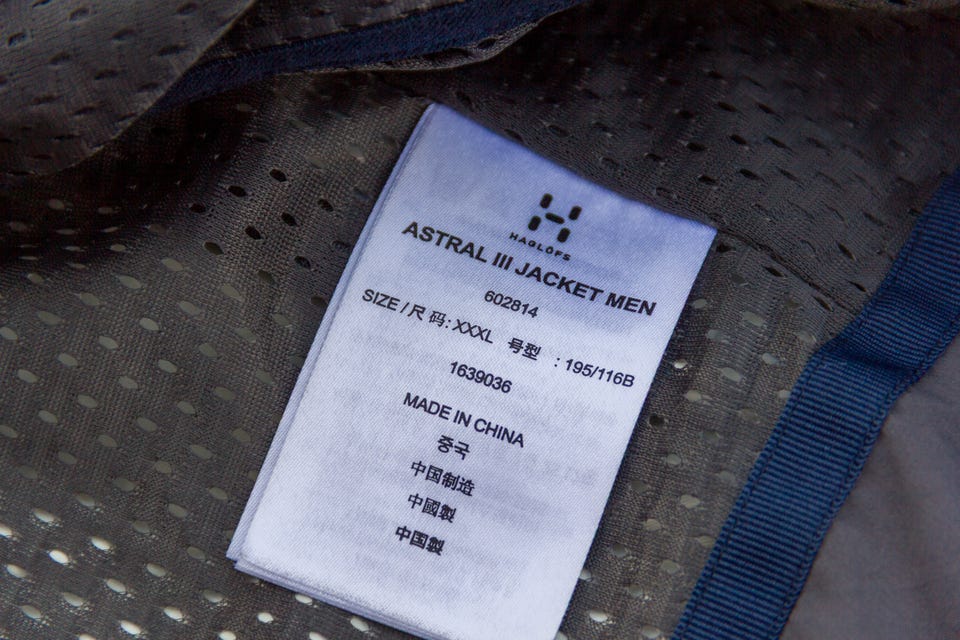 HAGLÖFS
ASTRAL III JACKET MEN
602814
SIZE / 尺 码: XXXL 号型 : 195/116B
1639036
MADE IN CHINA
중국
中国制造
中國製
中国製